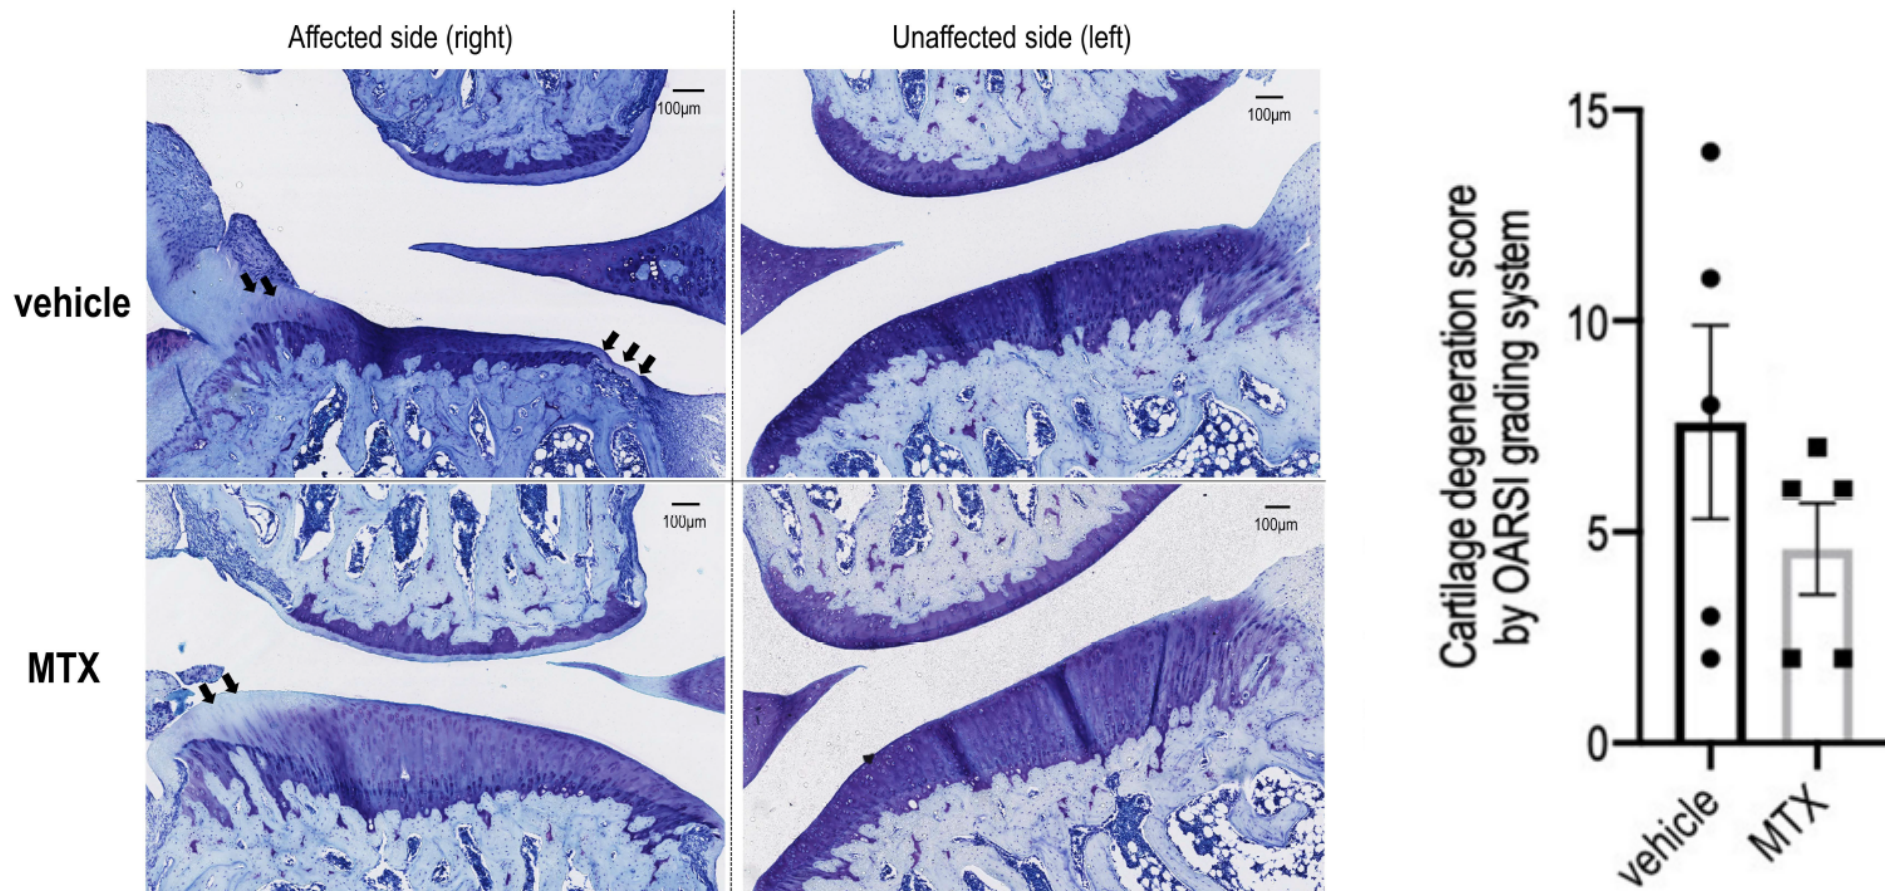 Affected side (right)
Unaffected side (left)
vehicle
100µm
100µm
MTX
100µm
100µm
Cartilage degeneration score
by OARSI grading system
15
10
5
0
vehicle
MTX